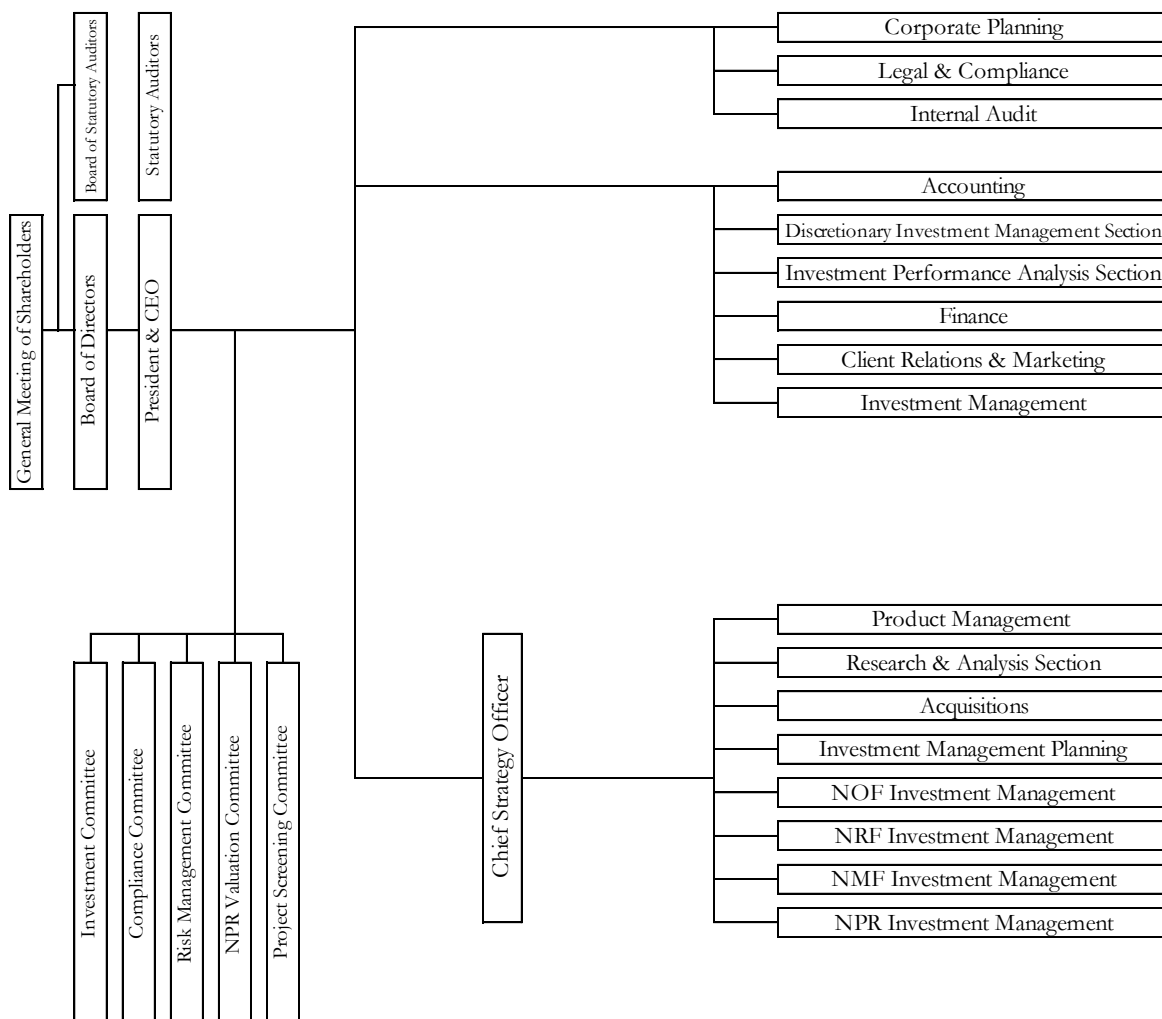 General Meeting of Shareholders
Board of Statutory Auditors
Statutory Auditors
Board of Directors
President & CEO
Corporate Planning
Legal & Compliance
Internal Audit
Accounting
Discretionary Investment Management Section
Investment Performance Analysis Section
Finance
Client Relations & Marketing
Investment Management
Investment Committee
Compliance Committee
Risk Management Committee
NPR Valuation Committee
Project Screening Committee
Chief Strategy Officer
Product Management
Research & Analysis Section
Acquisitions
Investment Management Planning
NOF Investment Management
NRF Investment Management
NMF Investment Management
NPR Investment Management